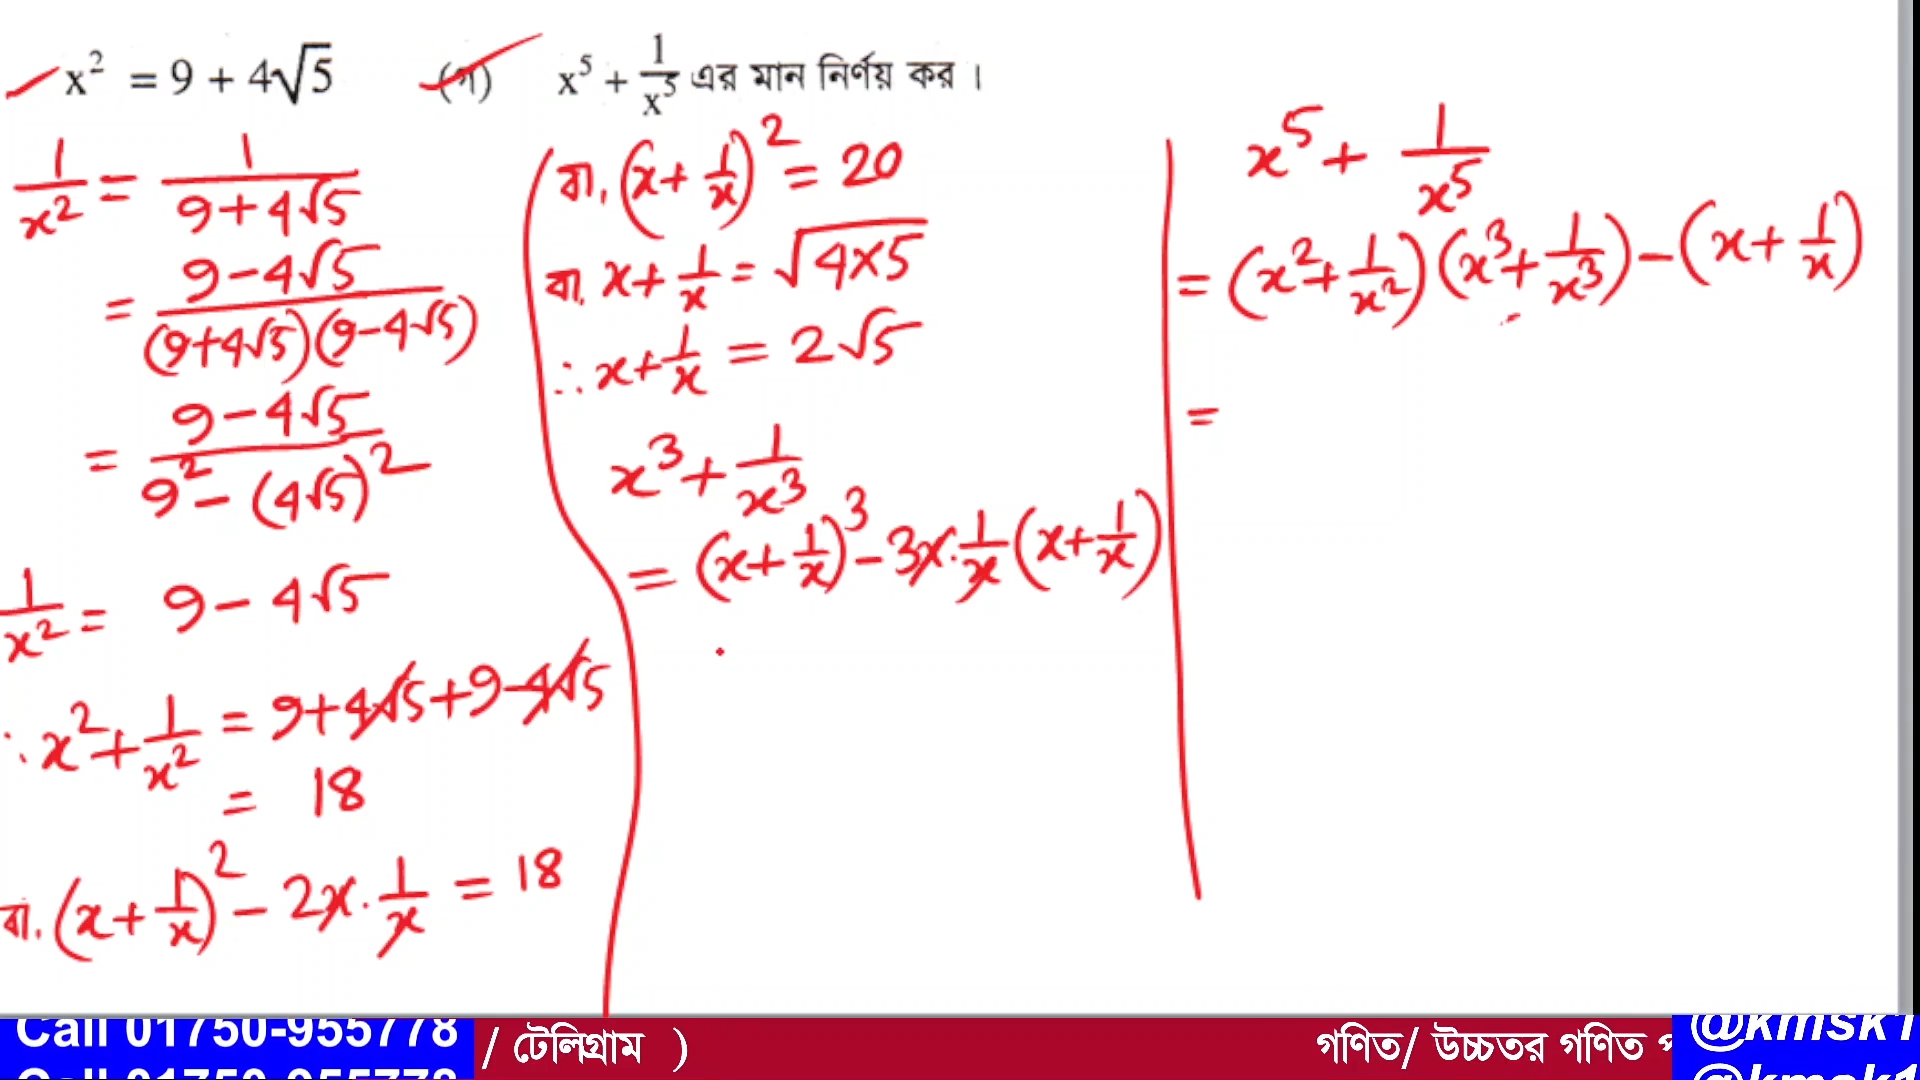 x² = 9 + 4√5 (গ) x⁵ + 1/x⁵ এর মান নির্ণয় কর ।
1/x² = 1/(9+4√5)
= (9-4√5)/((9+4√5)(9-4√5))
= (9-4√5)/(9²-(4√5)²)
1/x² = 9-4√5
∴ x²+1/x² = 9+4√5+9-4√5
= 18
বা, (x+1/x)² - 2x·1/x = 18
বা, (x+1/x)² = 20
বা, x+1/x = √(4×5)
∴ x+1/x = 2√5
x³+1/x³
= (x+1/x)³ - 3x·1/x(x+1/x)
x⁵+1/x⁵
= (x²+1/x²)(x³+1/x³)-(x+1/x)
=
Call 01750-955778
/ টেলিগ্রাম )
গণিত/ উচ্চতর গণিত প
@kmsk1
Call 01750-955778
@kmsk1